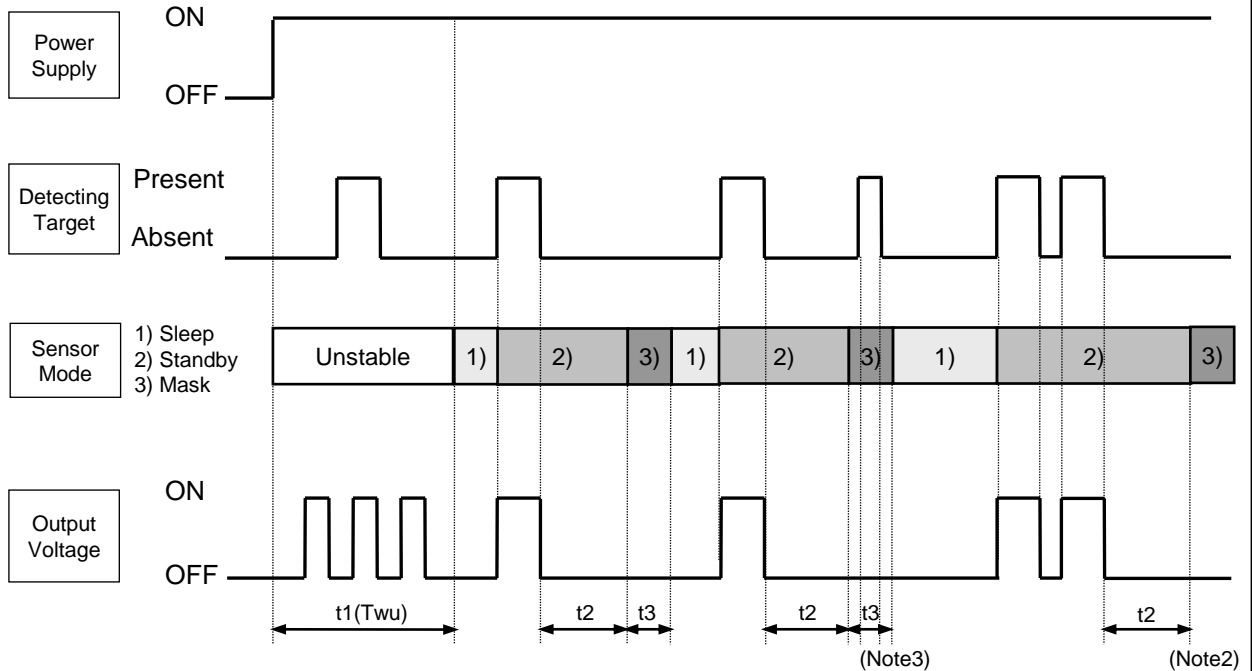 ON
Power
Supply
OFF
Present
Detecting
Target
Absent
1) Sleep
2) Standby
3) Mask
Sensor
Mode
Unstable
1)
2)
3)
1)
2)
3)
1)
2)
3)
ON
Output
Voltage
OFF
t1(Twu)
t2
t3
t2
t3
t2
(Note3)
(Note2)